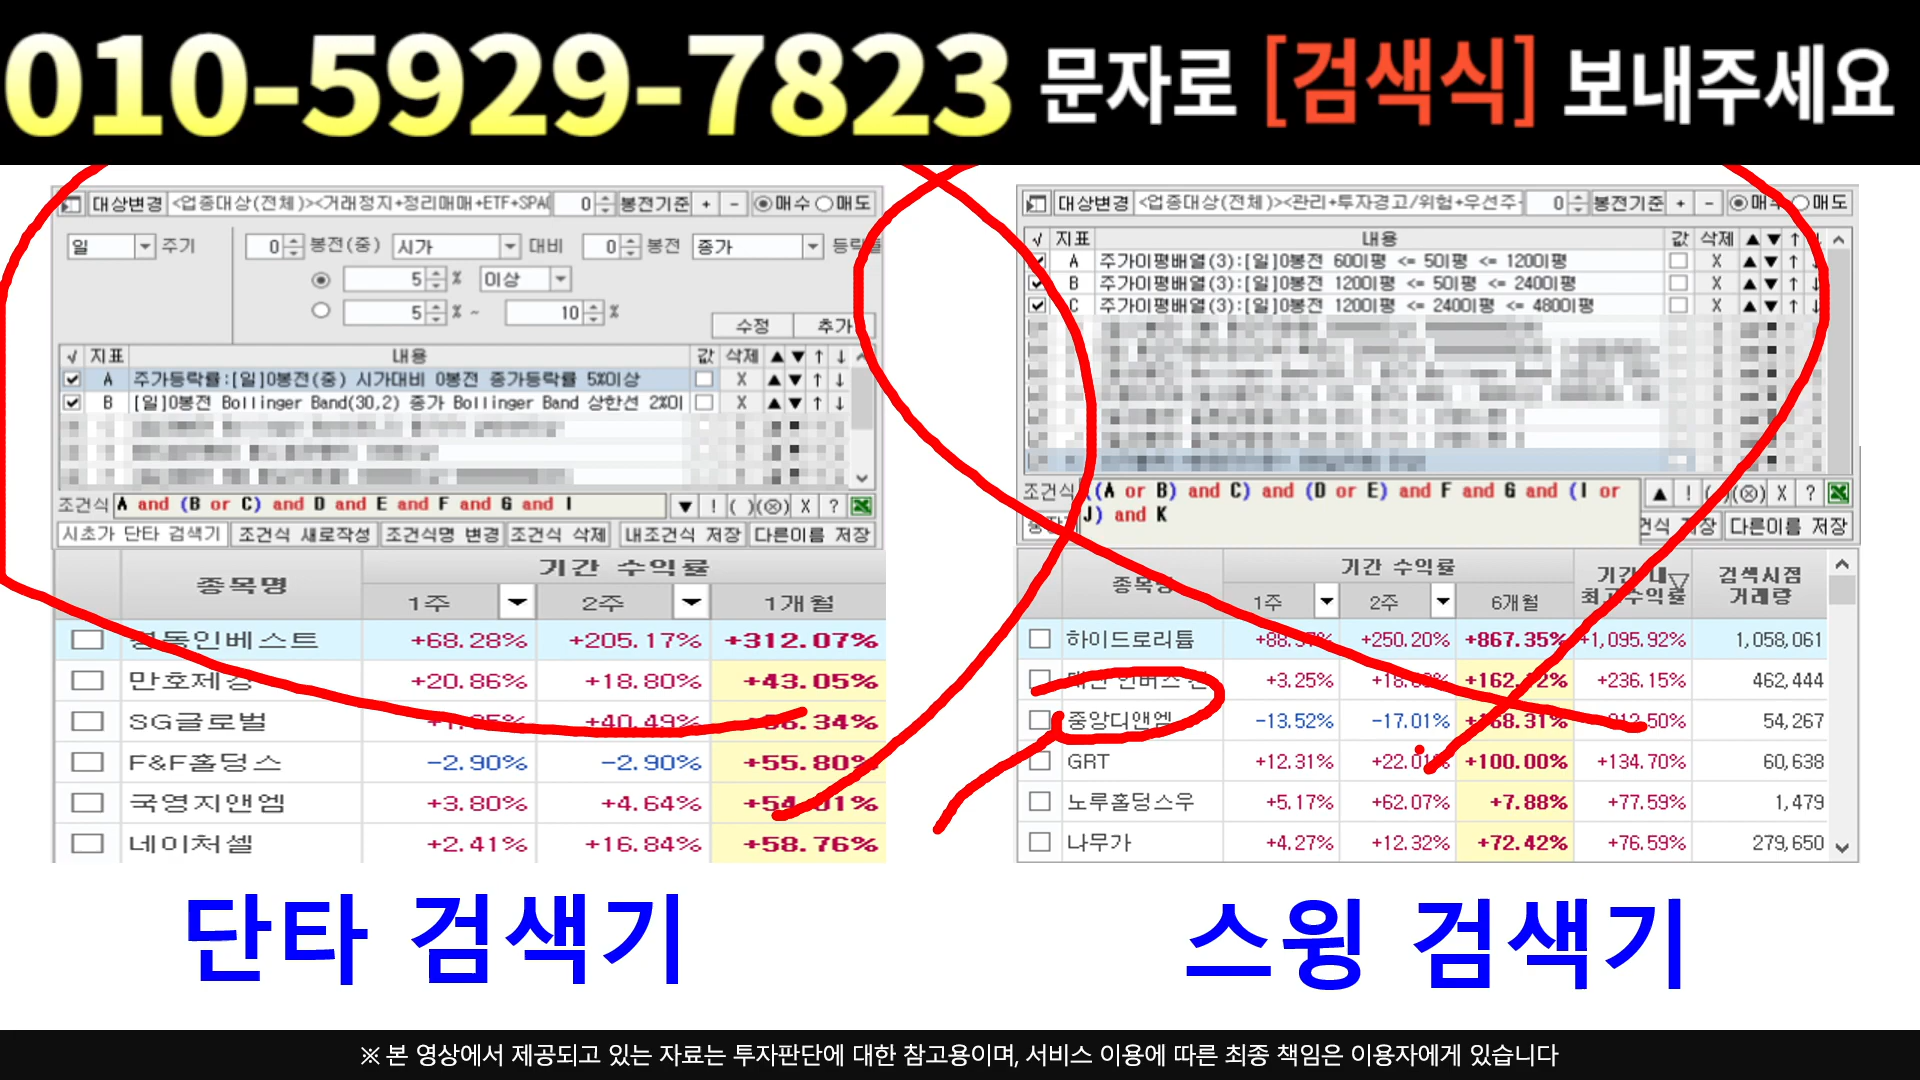 010-5929-7823 문자로 [검색식] 보내주세요
대상변경 <업종대상(전체)><거래정지+정리매매+ETF+SPA 0 봉전기준 + - 매수 매도
일 주기 0 봉전(중) 시가 대비 0 봉전 종가
5 % 이상
5 % ~ 10 %
수정 추가
√ 지표 내용 값 삭제 ▲ ▼ ↑ ↓
A 주가등락률:[일]0봉전(중) 시가대비 0봉전 종가등락률 5%이상 X ▲ ▼ ↑ ↓
B [일]0봉전 Bollinger Band(30,2) 종가 Bollinger Band 상한선 2%이 X ▲ ▼ ↑ ↓
조건식 A and (B or C) and D and E and F and G and I ▼ ! ( )(⊗) X ?
시초가 단타 검색기 조건식 새로작성 조건식명 변경 조건식 삭제 내조건식 저장 다른이름 저장
종목명 기간 수익률
1주 2주 1개월
+68.28% +205.17% +312.07%
만호제강 +20.86% +18.80% +43.05%
SG글로벌 +40.49%
F&F홀딩스 -2.90% -2.90% +55.80%
국영지앤엠 +3.80% +4.64%
네이처셀 +2.41% +16.84% +58.76%
단타 검색기
대상변경 <업종대상(전체)><관리+투자경고/위험+우선주+ 0 봉전기준 + - 매수 매도
√ 지표 내용 값 삭제 ▲ ▼ ↑
A 주가이평배열(3):[일]0봉전 60이평 <= 5이평 <= 120이평 X ▲ ▼ ↑
B 주가이평배열(3):[일]0봉전 120이평 <= 5이평 <= 240이평 X ▲ ▼ ↑ ↓
C 주가이평배열(3):[일]0봉전 120이평 <= 240이평 <= 480이평 X ▲ ▼ ↑ ↓
조건식 ((A or B) and C) and (D or E) and F and G and (I or ▲ ! ( )(⊗) X ?
J) and K 저장 다른이름 저장
종목명 기간 수익률 기간 내 최고수익률 검색시점 거래량
1주 2주 6개월
하이드로리튬 +250.20% +867.35% +1,095.92% 1,058,061
+3.25% +236.15% 462,444
중앙디앤엠 -13.52% -17.01% 54,267
GRT +12.31% +100.00% +134.70% 60,638
노루홀딩스우 +5.17% +62.07% +7.88% +77.59% 1,479
나무가 +4.27% +12.32% +72.42% +76.59% 279,650
스윙 검색기
※ 본 영상에서 제공되고 있는 자료는 투자판단에 대한 참고용이며, 서비스 이용에 따른 최종 책임은 이용자에게 있습니다